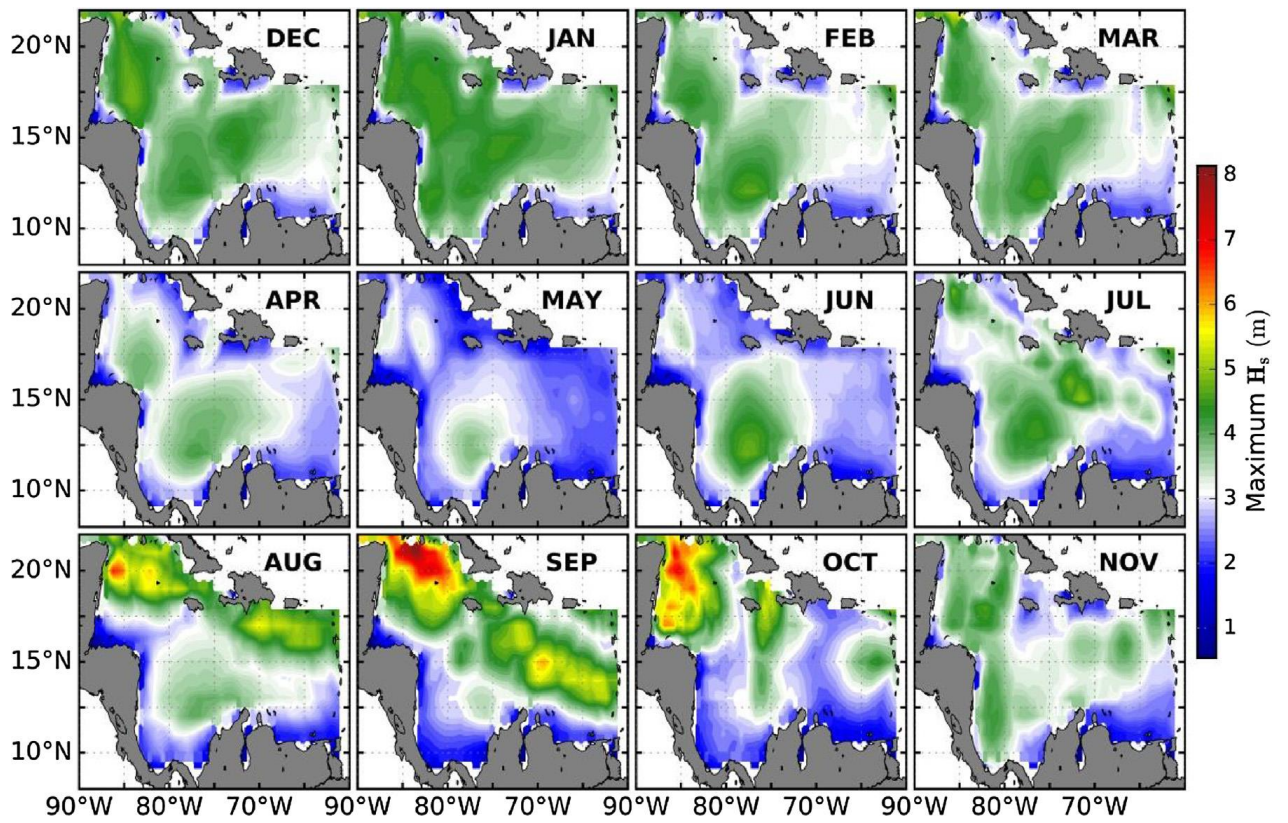 DEC JAN FEB MAR
20°N
15°N
10°N
APR MAY JUN JUL
20°N
15°N
10°N
AUG SEP OCT NOV
20°N
15°N
10°N
90°W 80°W 70°W 90°W 80°W 70°W 90°W 80°W 70°W 90°W 80°W 70°W
8
7
6
5
4
3
2
1
Maximum Hs (m)